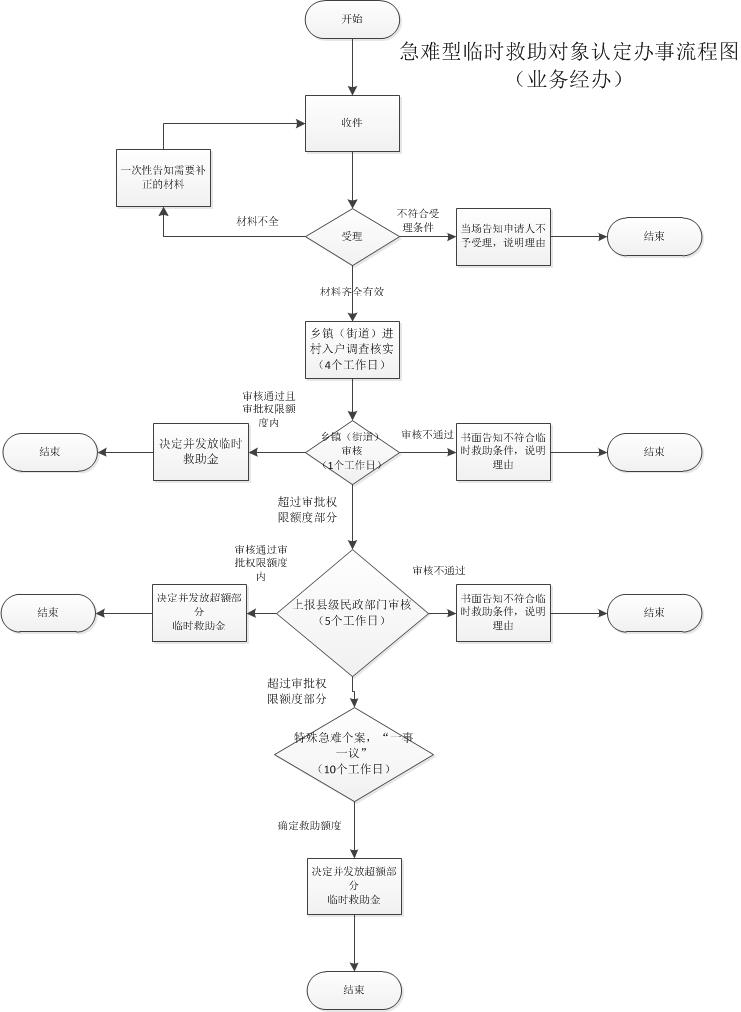 开始
急难型临时救助对象认定办事流程图
（业务经办）
收件
一次性告知需要补
正的材料
材料不全
受理
不符合受
理条件
当场告知申请人不
予受理，说明理由
结束
材料齐全有效
乡镇（街道）进
村入户调查核实
（4个工作日）
审核通过且
审批权限额
度内
结束
决定并发放临时
救助金
乡镇（街道）
审核
（1个工作日）
审核不通过
书面告知不符合临
时救助条件，说明
理由
结束
超过审批权
限额度部分
审核通过审
批权限额度
内
结束
决定并发放超额部
分
临时救助金
上报县级民政部门审核
（5个工作日）
审核不通过
书面告知不符合临
时救助条件，说明
理由
结束
超过审批权
限额度部分
特殊急难个案，“一事
一议”
（10个工作日）
确定救助额度
决定并发放超额部
分
临时救助金
结束